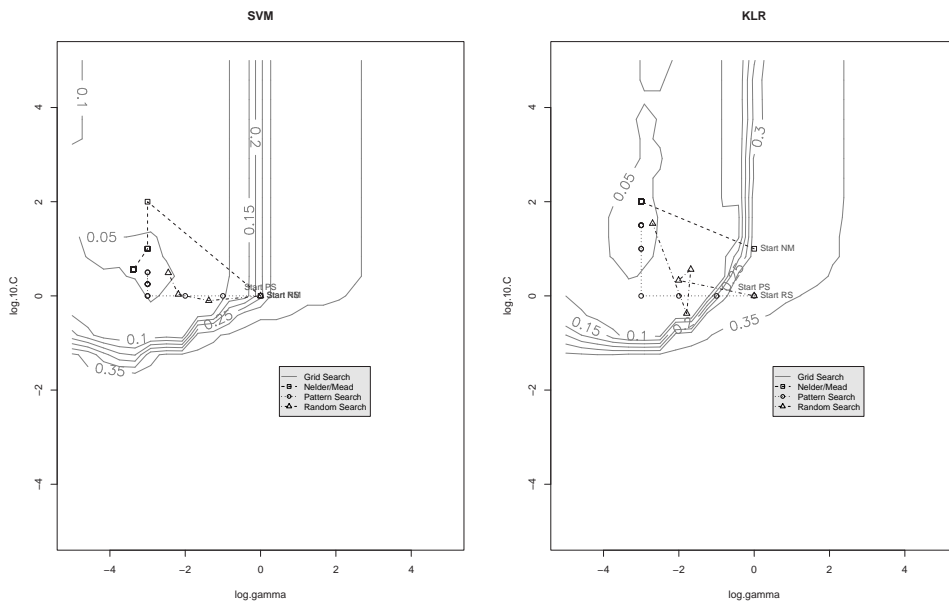 SVM
log.10.C
4
2
0
−2
−4
0.1
0.2
0.15
0.05
Start PS
0.25
0.1
0.35
Grid Search
Nelder/Mead
Pattern Search
Random Search
−4 −2 0 2 4
log.gamma
KLR
log.10.C
4
2
0
−2
−4
0.3
0.05
Start NM
Start PS
Start RS
0.15
0.1
0.35
Grid Search
Nelder/Mead
Pattern Search
Random Search
−4 −2 0 2 4
log.gamma